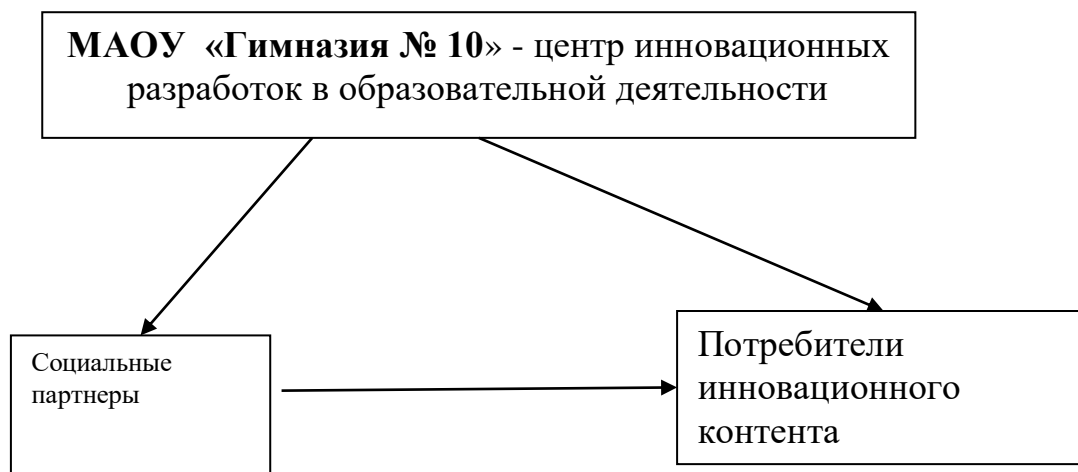 МАОУ «Гимназия № 10» - центр инновационных
разработок в образовательной деятельности
Социальные
партнеры
Потребители
инновационного
контента